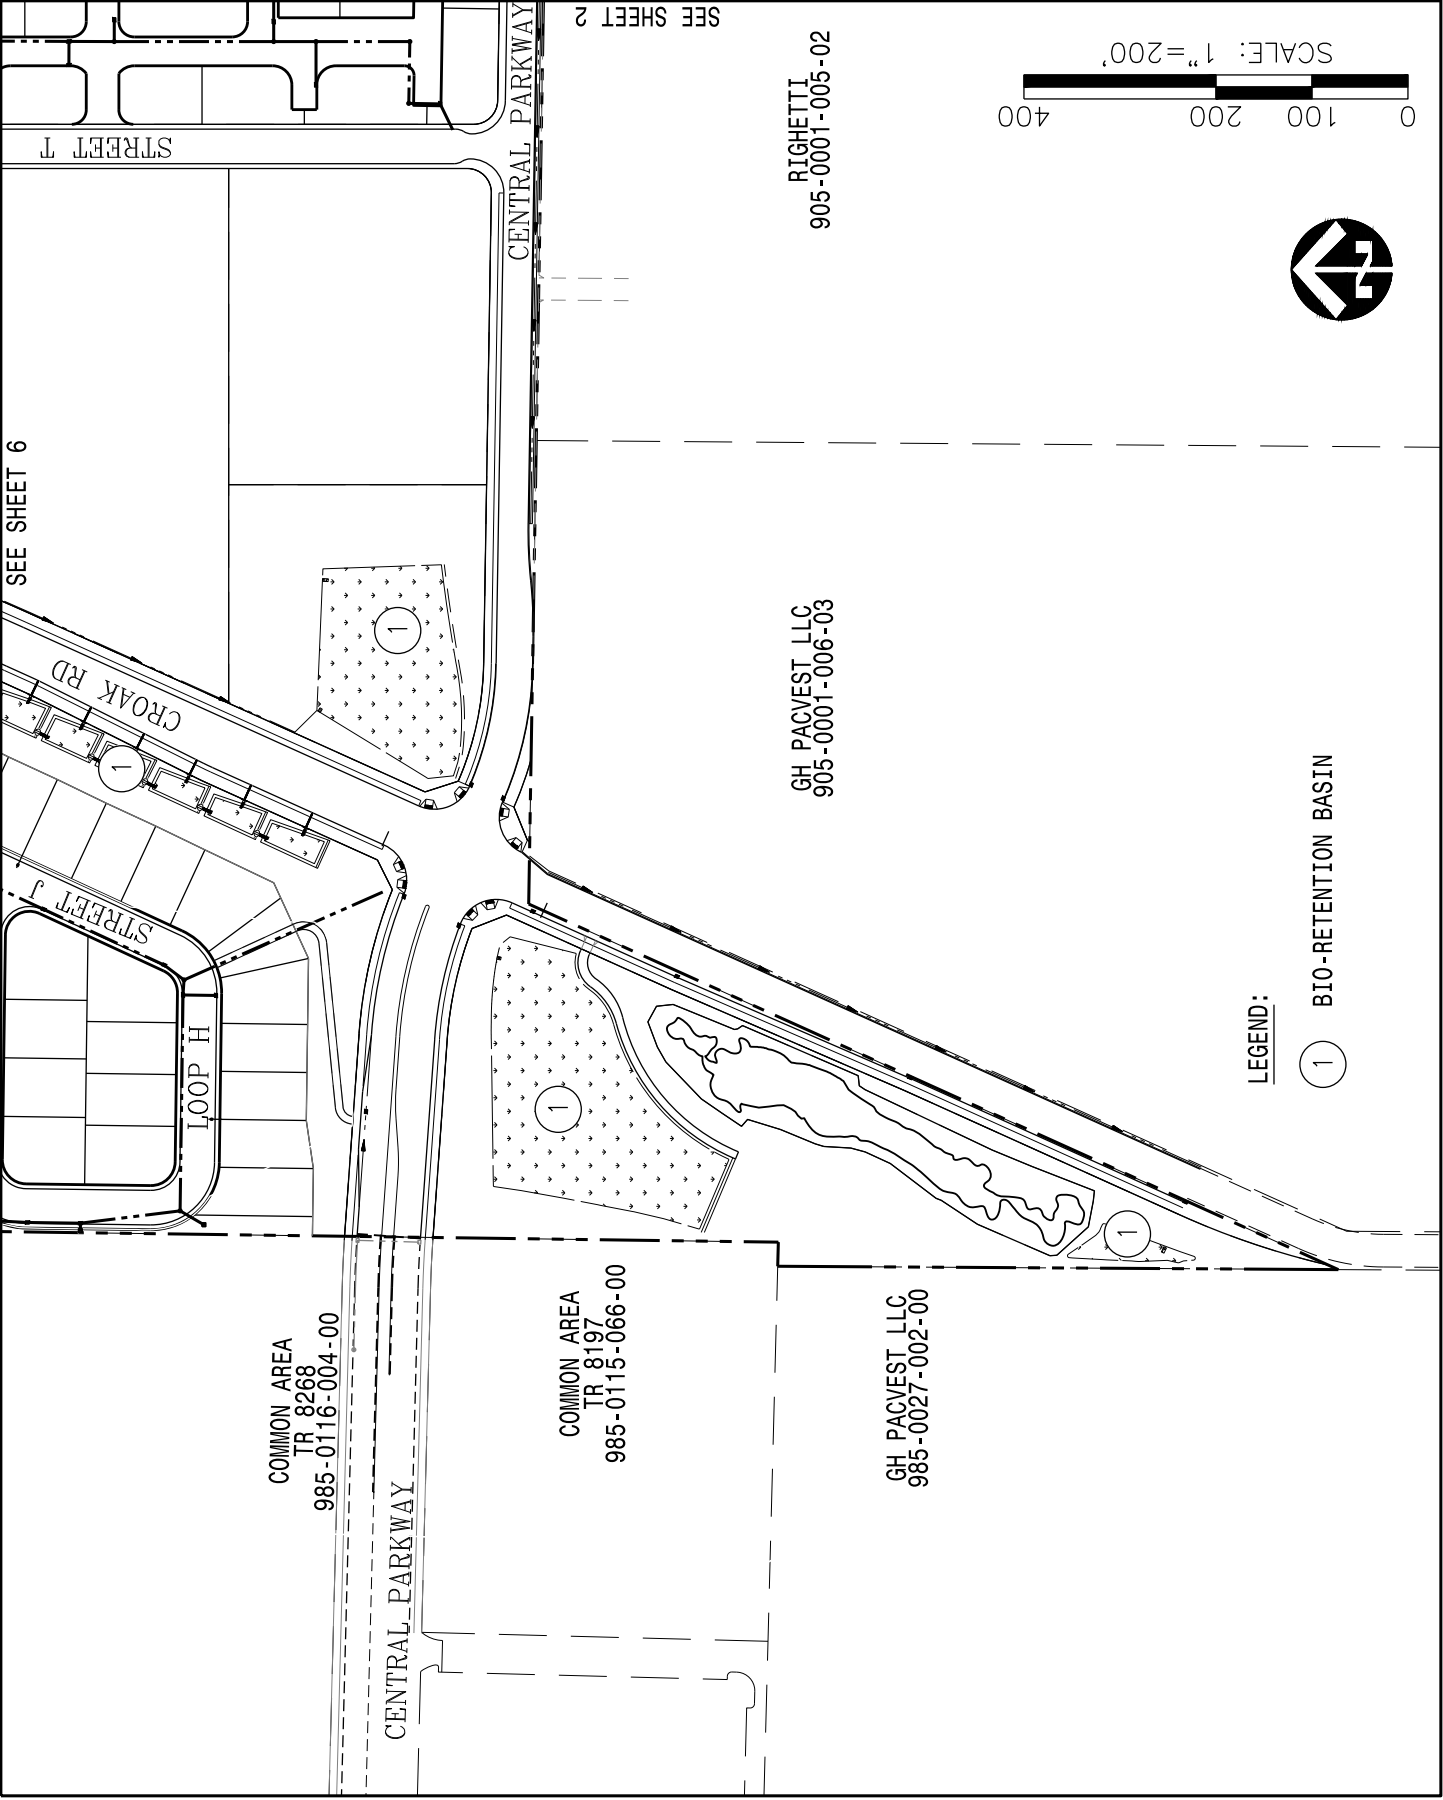 SEE SHEET 6
SEE SHEET 2
STREET T
CENTRAL PARKWAY
CROAK RD
STREET J
LOOP H
1
1
1
1
RIGHETTI
905-0001-005-02
GH PACVEST LLC
905-0001-006-03
COMMON AREA
TR 8268
985-0116-004-00
COMMON AREA
TR 8197
985-0115-066-00
GH PACVEST LLC
985-0027-002-00
CENTRAL PARKWAY
LEGEND:
1 BIO-RETENTION BASIN
N
0 100 200 400
SCALE: 1"=200'